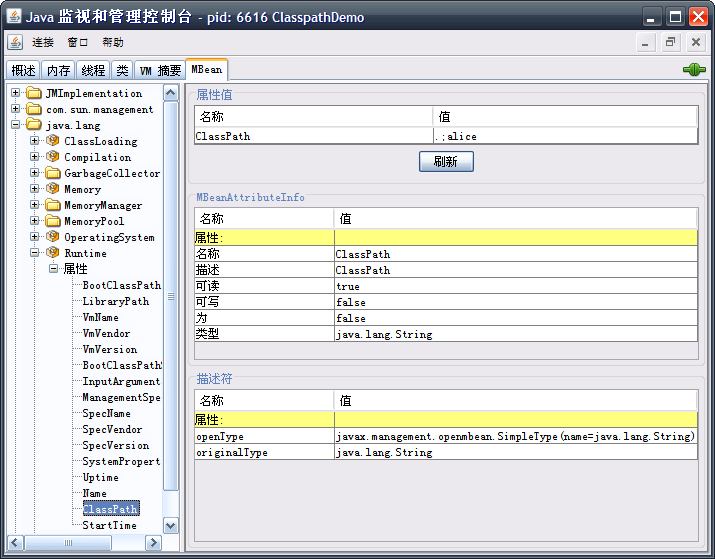 Java 监视和管理控制台 - pid: 6616 ClasspathDemo
连接 窗口 帮助
概述 内存 线程 类 VM 摘要 MBean
JMImplementation
com.sun.management
java.lang
ClassLoading
Compilation
GarbageCollector
Memory
MemoryManager
MemoryPool
OperatingSystem
Runtime
属性
BootClassPath
LibraryPath
VmName
VmVendor
VmVersion
BootClassPath
InputArgument
ManagementSpe
SpecName
SpecVendor
SpecVersion
SystemPropert
Uptime
Name
ClassPath
StartTime
属性值
名称 值
ClassPath .;alice
刷新
MBeanAttributeInfo
名称 值
属性:
名称 ClassPath
描述 ClassPath
可读 true
可写 false
为 false
类型 java.lang.String
描述符
名称 值
属性:
openType javax.management.openmbean.SimpleType(name=java.lang.String)
originalType java.lang.String